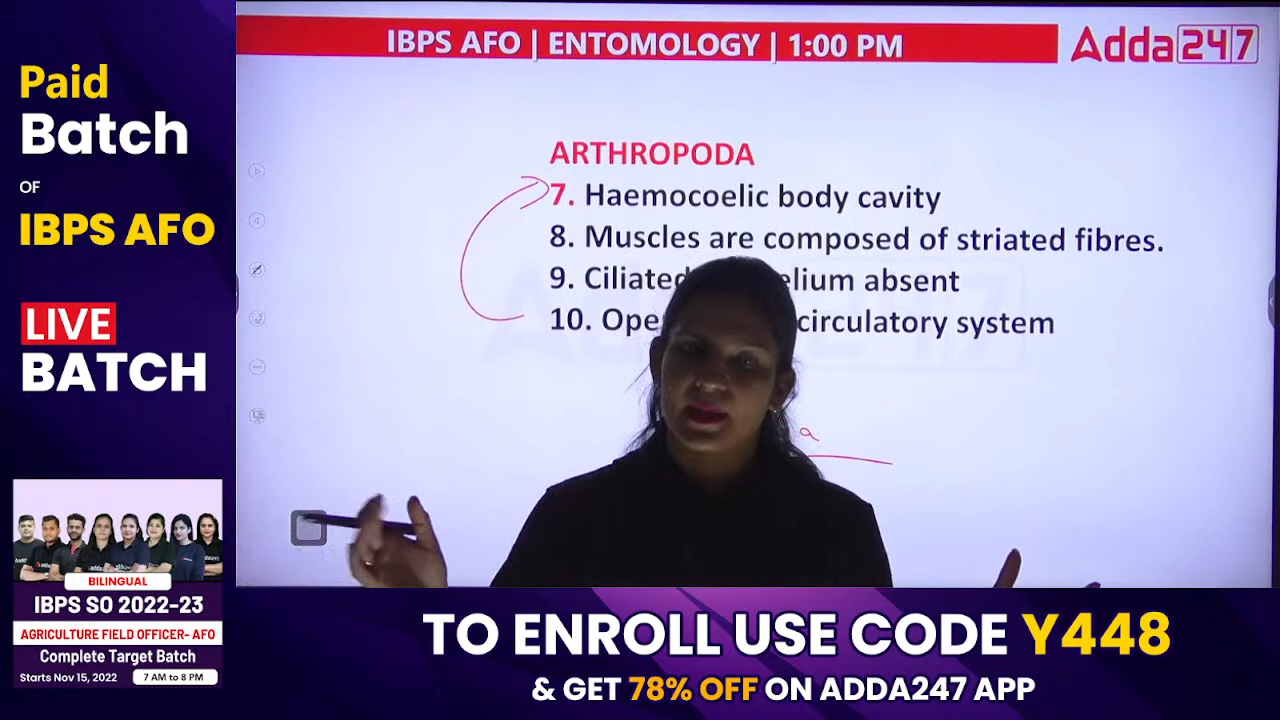 Paid
Batch
OF
IBPS AFO
LIVE
BATCH
BILINGUAL
IBPS SO 2022-23
AGRICULTURE FIELD OFFICER- AFO
Complete Target Batch
Starts Nov 15, 2022 7 AM to 8 PM
IBPS AFO | ENTOMOLOGY | 1:00 PM
Adda247
ARTHROPODA
7. Haemocoelic body cavity
8. Muscles are composed of striated fibres.
9. Ciliated absent
10. circulatory system
a
TO ENROLL USE CODE Y448
& GET 78% OFF ON ADDA247 APP